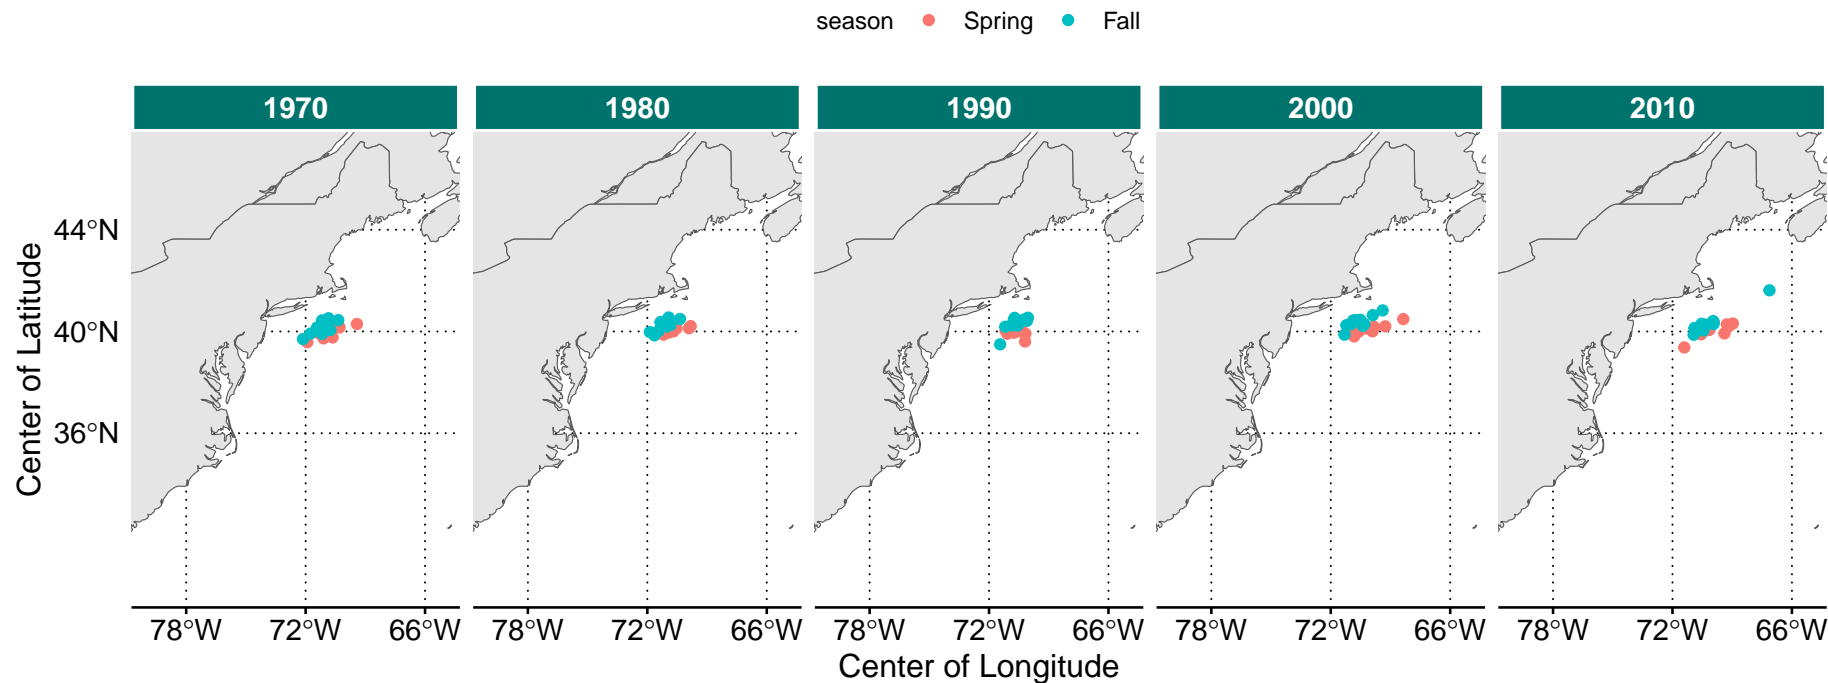 season Spring Fall
1970 1980 1990 2000 2010
44°N
40°N
36°N
Center of Latitude
78°W 72°W 66°W 78°W 72°W 66°W 78°W 72°W 66°W 78°W 72°W 66°W 78°W 72°W 66°W
Center of Longitude